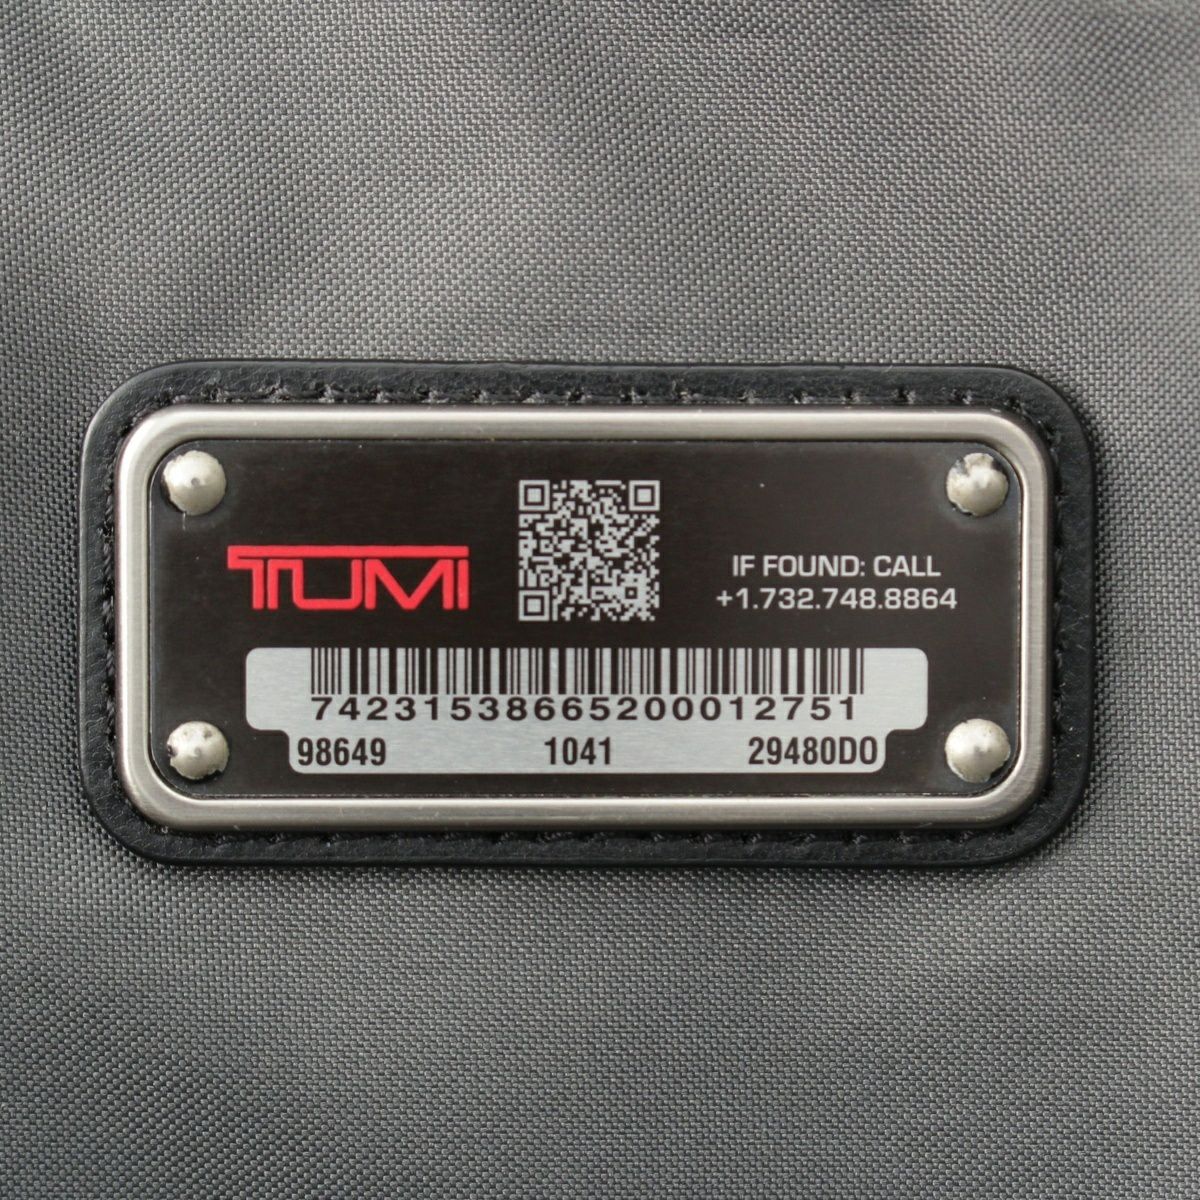 TUMI
IF FOUND: CALL
+1.732.748.8864
74231538665200012751
98649 1041 29480D0